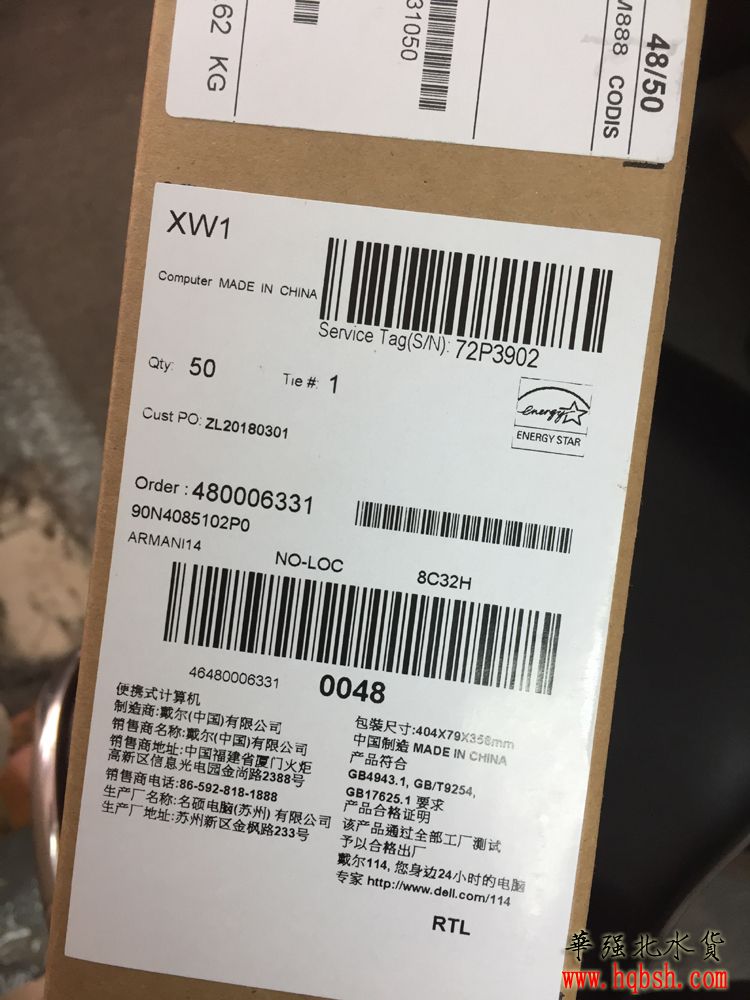 .62 KG
31050
M888 CODIS
48/50
XW1
Computer MADE IN CHINA
Service Tag(S/N): 72P3902
Qty: 50
Tie #: 1
Cust PO: ZL20180301
energy
ENERGY STAR
Order : 480006331
90N4085102P0
ARMANI14
NO-LOC
8C32H
46480006331
0048
便携式计算机
制造商:戴尔(中国)有限公司
销售商名称:戴尔(中国)有限公司
销售商地址:中国福建省厦门火炬
高新区信息光电园金尚路2388号
销售商电话:86-592-818-1888
生产厂名称:名硕电脑(苏州) 有限公司
生产厂地址:苏州新区金枫路233号
包装尺寸:404X79X356mm
中国制造 MADE IN CHINA
产品符合
GB4943.1, GB/T9254,
GB17625.1 要求
产品合格证明
该产品通过全部工厂测试
予以合格出厂
戴尔114, 您身边24小时的电脑
专家 http://www.dell.com/114
RTL
華强北水货
www.hqbsh.com